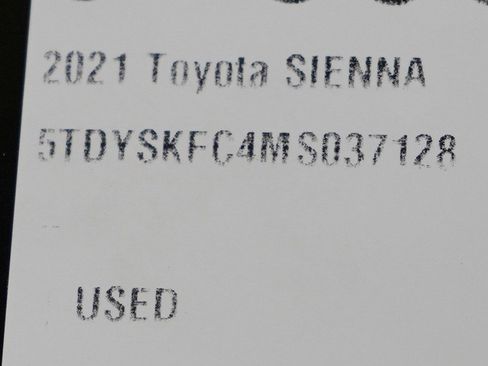 2021 Toyota SIENNA
5TDYSKFC4MS037128
USED